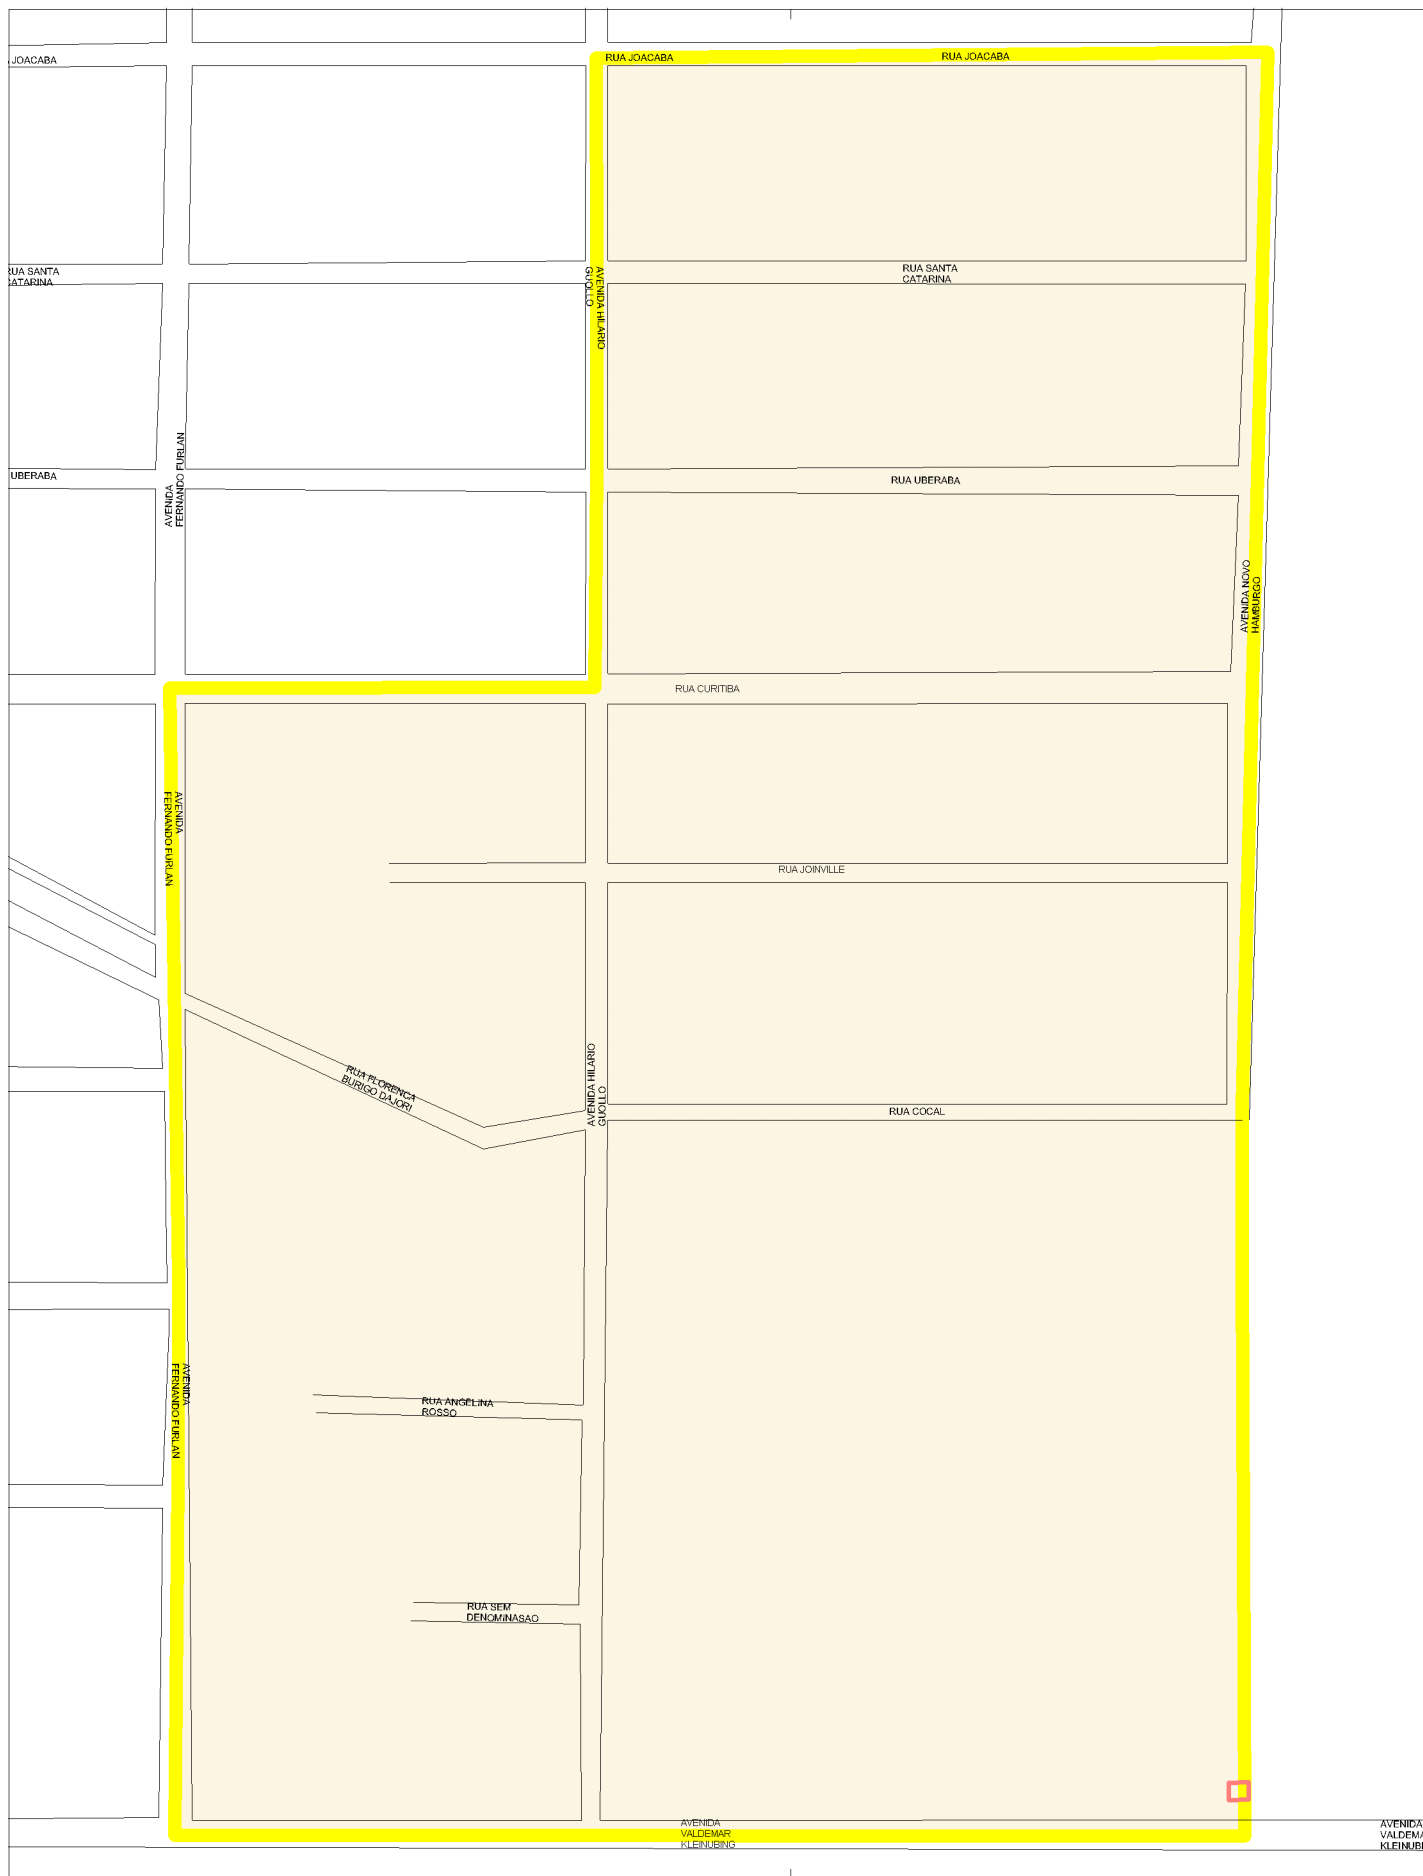 JOACABA
RUA JOACABA
RUA JOACABA
RUA SANTA
CATARINA
AVENIDA HILARIO
GUOLLO
RUA SANTA
CATARINA
AVENIDA
FERNANDO FURLAN
UBERABA
RUA UBERABA
AVENIDA NOVO
HAMBURGO
RUA CURITIBA
AVENIDA
FERNANDO FURLAN
RUA JOINVILLE
RUA FLORENCA
BURIGO DAJORI
AVENIDA HILARIO
GUOLLO
RUA COCAL
AVENIDA
FERNANDO FURLAN
RUA ANGELINA
ROSSO
RUA SEM
DENOMINASAO
AVENIDA
VALDEMAR
KLEINUBING
AVENIDA
VALDEMA
KLEINUBI